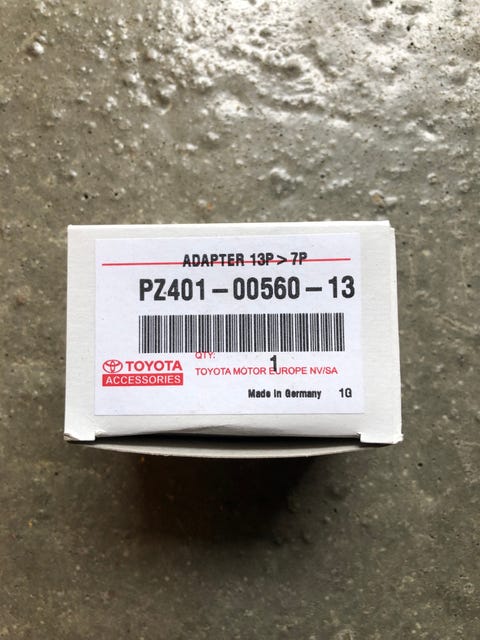 ADAPTER 13P>7P
PZ401-00560-13
QTY:
1
TOYOTA
ACCESSORIES
TOYOTA MOTOR EUROPE NV/SA
Made in Germany 1G